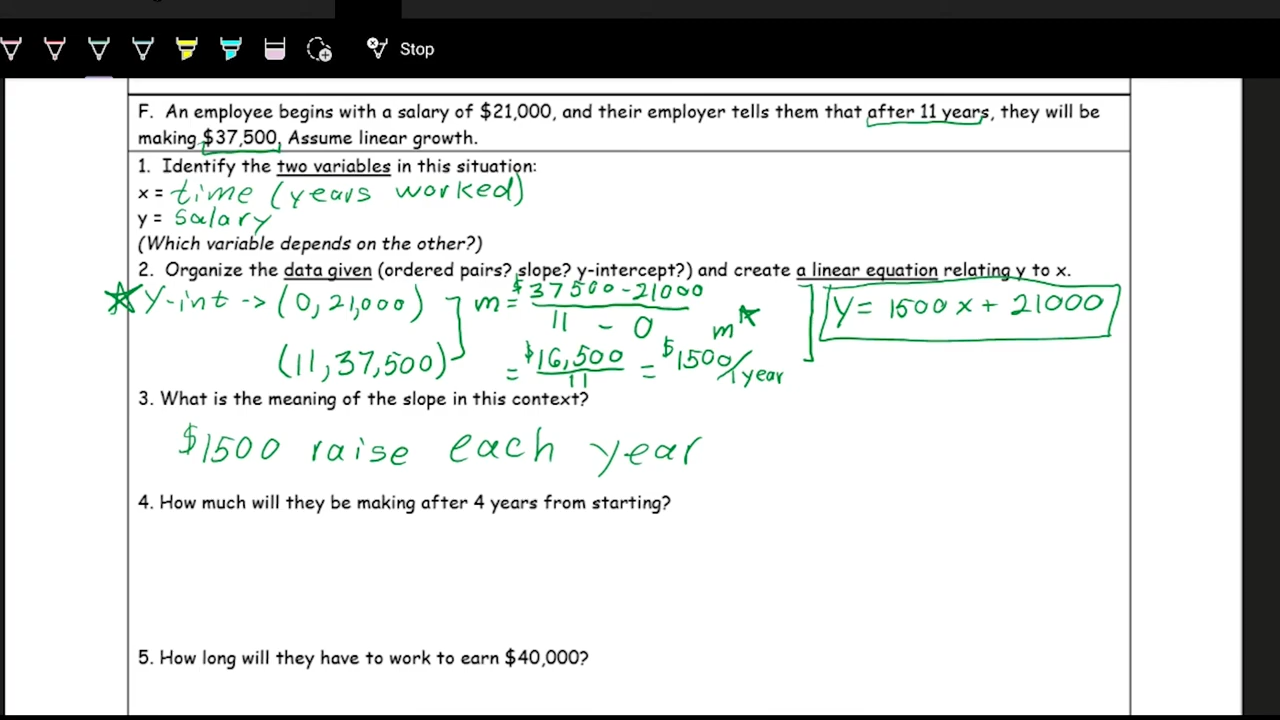 Stop
F. An employee begins with a salary of $21,000, and their employer tells them that after 11 years, they will be
making $37,500. Assume linear growth.
1. Identify the two variables in this situation:
x = time (years worked)
y = salary
(Which variable depends on the other?)
2. Organize the data given (ordered pairs? slope? y-intercept?) and create a linear equation relating y to x.
Y-int -> (0, 21,000)
(11, 37,500)
m = $37500 - 21000
11 - 0
= $16,500 = $1500/1 year
11
m
y = 1500 x + 21000
3. What is the meaning of the slope in this context?
$1500 raise each year
4. How much will they be making after 4 years from starting?
5. How long will they have to work to earn $40,000?